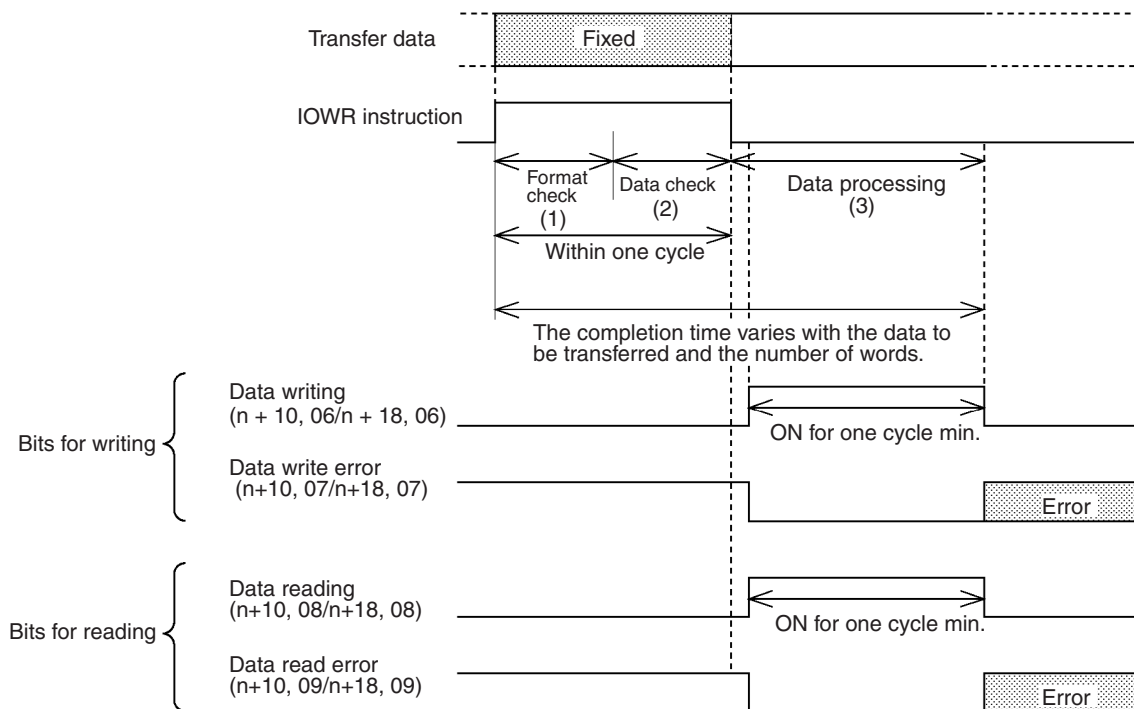 Transfer data
Fixed
IOWR instruction
Format
check
(1)
Data check
(2)
Data processing
(3)
Within one cycle
The completion time varies with the data to
be transferred and the number of words.
Bits for writing
Data writing
(n + 10, 06/n + 18, 06)
ON for one cycle min.
Data write error
(n+10, 07/n+18, 07)
Error
Bits for reading
Data reading
(n+10, 08/n+18, 08)
ON for one cycle min.
Data read error
(n+10, 09/n+18, 09)
Error